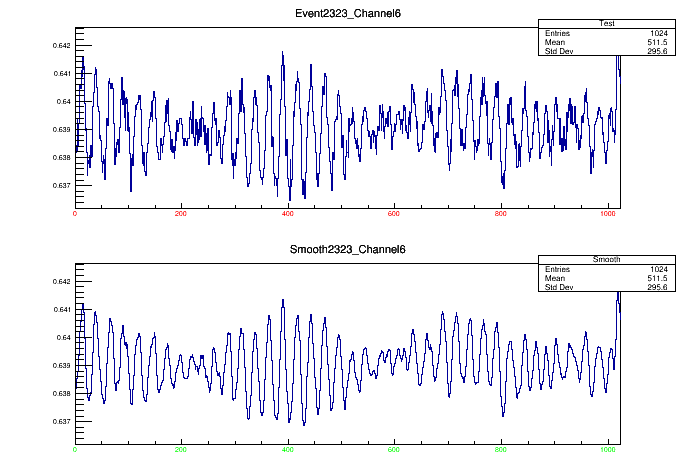 Event2323_Channel6
Test
Entries 1024
Mean 511.5
Std Dev 295.6
0.642
0.641
0.64
0.639
0.638
0.637
0 200 400 600 800 1000
Smooth2323_Channel6
Smooth
Entries 1024
Mean 511.5
Std Dev 295.6
0.642
0.641
0.64
0.639
0.638
0.637
0 200 400 600 800 1000